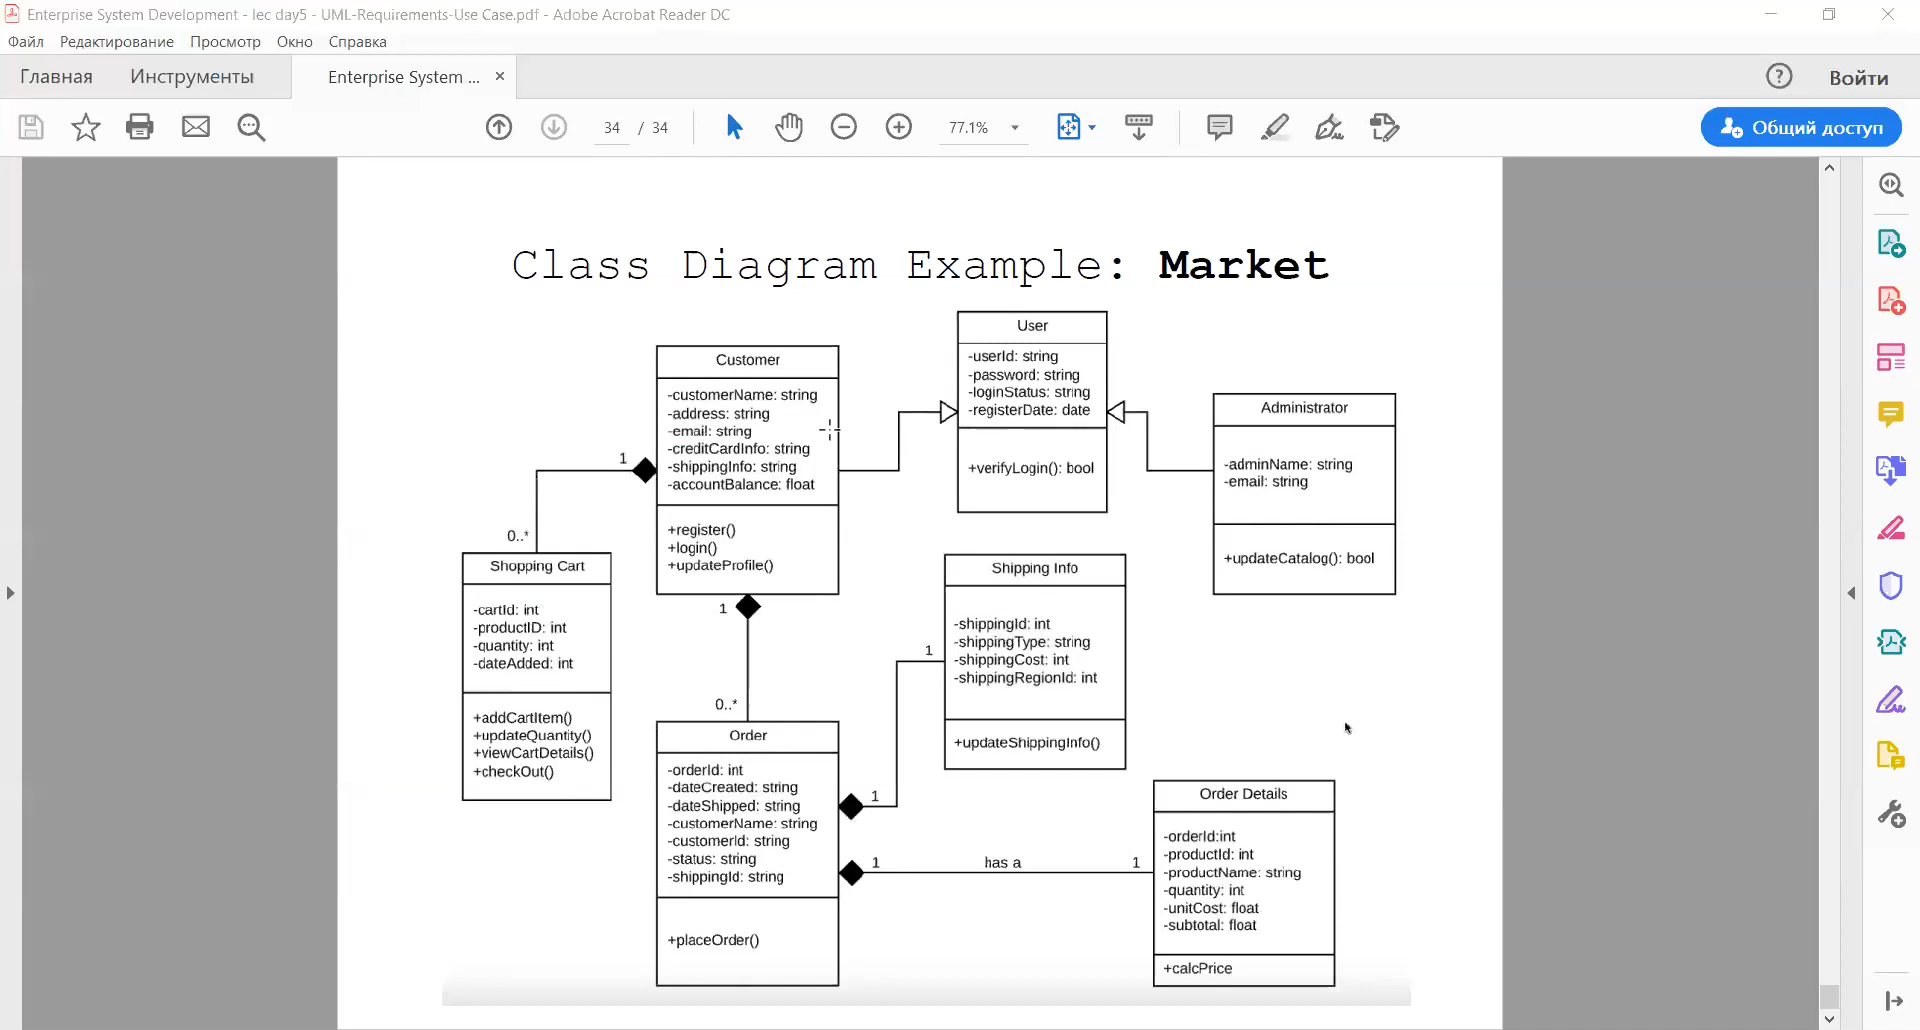 Enterprise System Development - lec day5 - UML-Requirements-Use Case.pdf - Adobe Acrobat Reader DC
Файл Редактирование Просмотр Окно Справка
Главная Инструменты Enterprise System ... × Войти
34 / 34 77.1% Общий доступ
Class Diagram Example: Market
User
-userId: string
-password: string
-loginStatus: string
-registerDate: date
+verifyLogin(): bool
Customer
-customerName: string
-address: string
-email: string
-creditCardInfo: string
-shippingInfo: string
-accountBalance: float
+register()
+login()
+updateProfile()
Administrator
-adminName: string
-email: string
+updateCatalog(): bool
1
0..*
Shopping Cart
-cartId: int
-productID: int
-quantity: int
-dateAdded: int
+addCartItem()
+updateQuantity()
+viewCartDetails()
+checkOut()
1
0..*
Shipping Info
-shippingId: int
-shippingType: string
-shippingCost: int
-shippingRegionId: int
+updateShippingInfo()
1
1
Order
-orderId: int
-dateCreated: string
-dateShipped: string
-customerName: string
-customerId: string
-status: string
-shippingId: string
+placeOrder()
1 has a 1
Order Details
-orderId:int
-productId: int
-productName: string
-quantity: int
-unitCost: float
-subtotal: float
+calcPrice